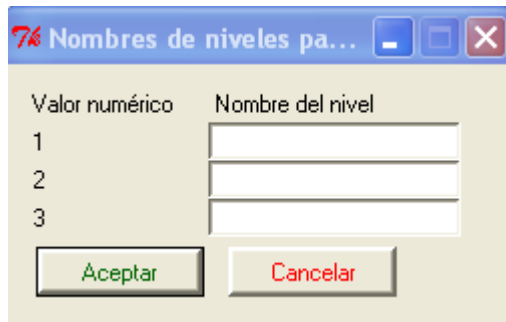 Nombres de niveles pa...
Valor numérico Nombre del nivel
1
2
3
Aceptar Cancelar